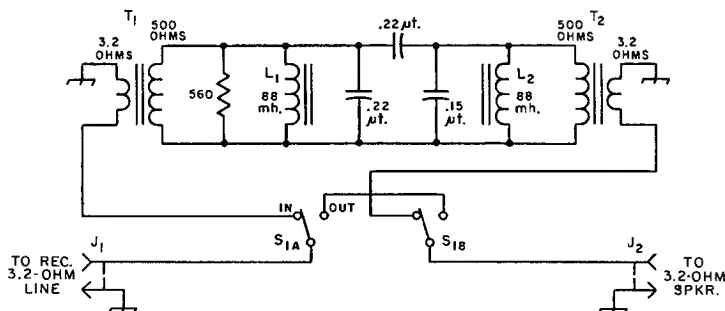 T1
500
OHMS
3.2
OHMS
560
L1
88
mh.
.22
µf.
.22 µf.
.15
µf.
L2
88
mh.
500
OHMS
T2
3.2
OHMS
IN
OUT
S1A
S1B
J1
TO REC.
3.2-OHM
LINE
J2
TO
3.2-OHM
SPKR.